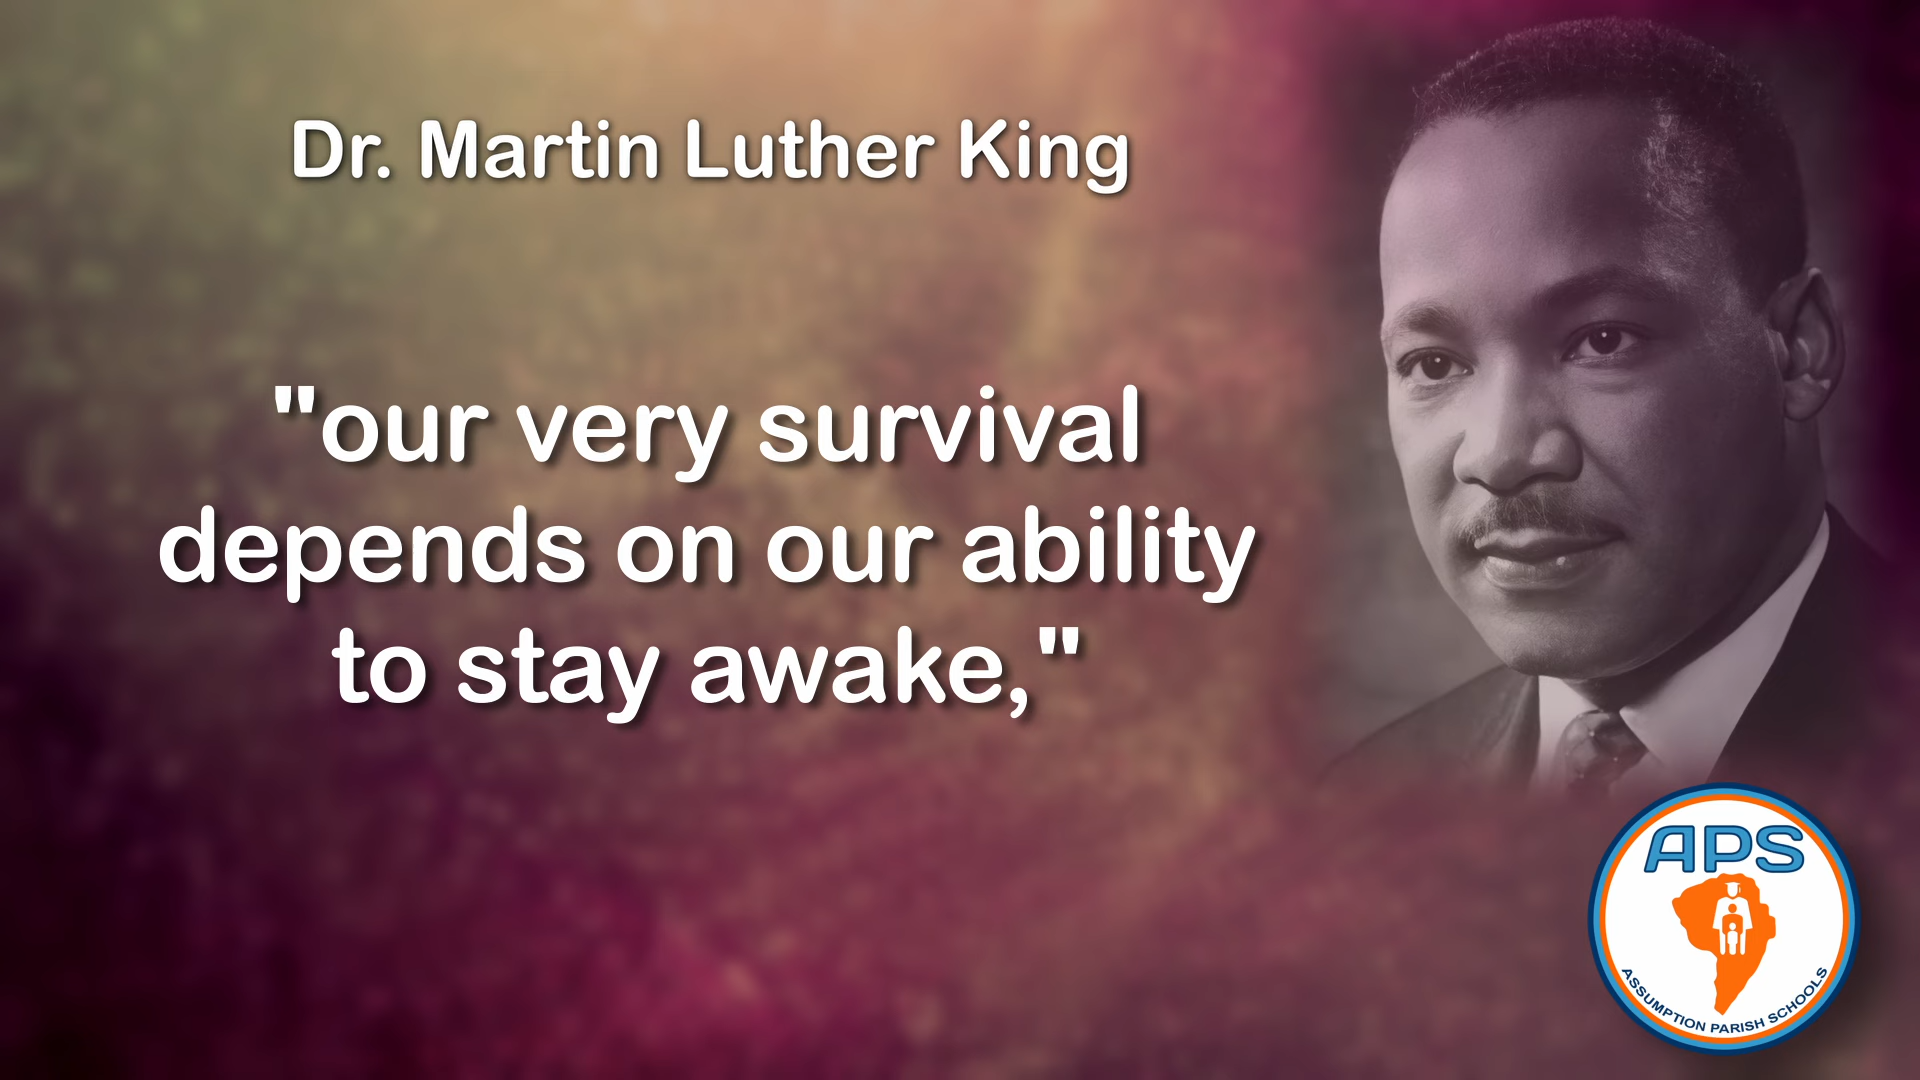 Dr. Martin Luther King
"our very survival
depends on our ability
to stay awake,"
APS
ASSUMPTION PARISH SCHOOLS